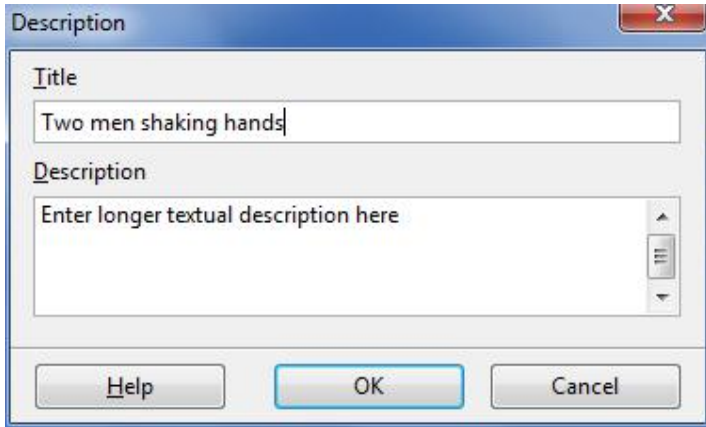 Description
Title
Two men shaking hands
Description
Enter longer textual description here
Help
OK
Cancel